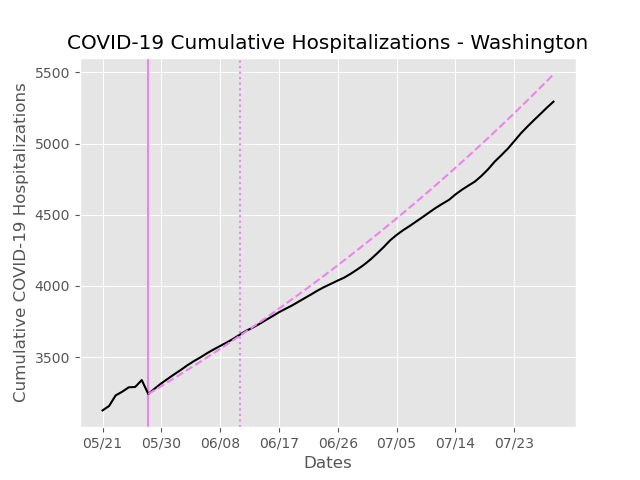 COVID-19 Cumulative Hospitalizations - Washington
5500
5000
4500
4000
3500
Cumulative COVID-19 Hospitalizations
05/21 05/30 06/08 06/17 06/26 07/05 07/14 07/23
Dates